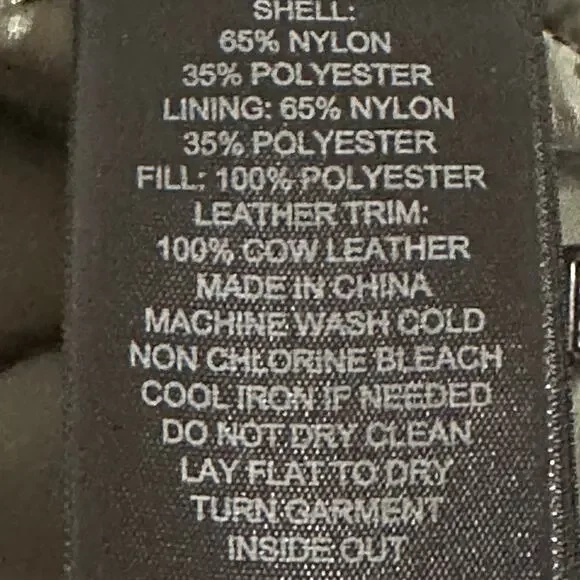 SHELL:
65% NYLON
35% POLYESTER
LINING: 65% NYLON
35% POLYESTER
FILL: 100% POLYESTER
LEATHER TRIM:
100% COW LEATHER
MADE IN CHINA
MACHINE WASH COLD
NON CHLORINE BLEACH
COOL IRON IF NEEDED
DO NOT DRY CLEAN
LAY FLAT TO DRY
TURN GARMENT
INSIDE OUT